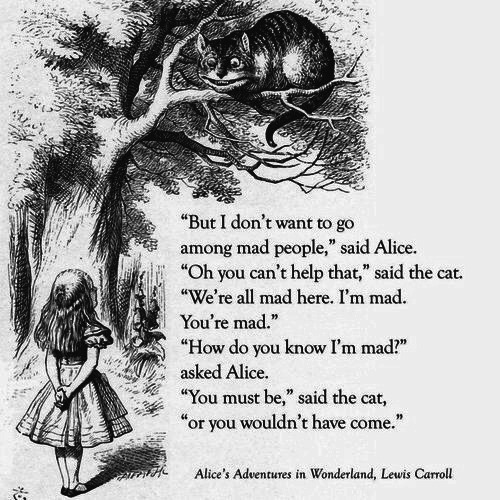 “But I don’t want to go
among mad people,” said Alice.
“Oh you can’t help that,” said the cat.
“We’re all mad here. I’m mad.
You’re mad.”
“How do you know I’m mad?”
asked Alice.
“You must be,” said the cat,
“or you wouldn’t have come.”
Alice’s Adventures in Wonderland, Lewis Carroll